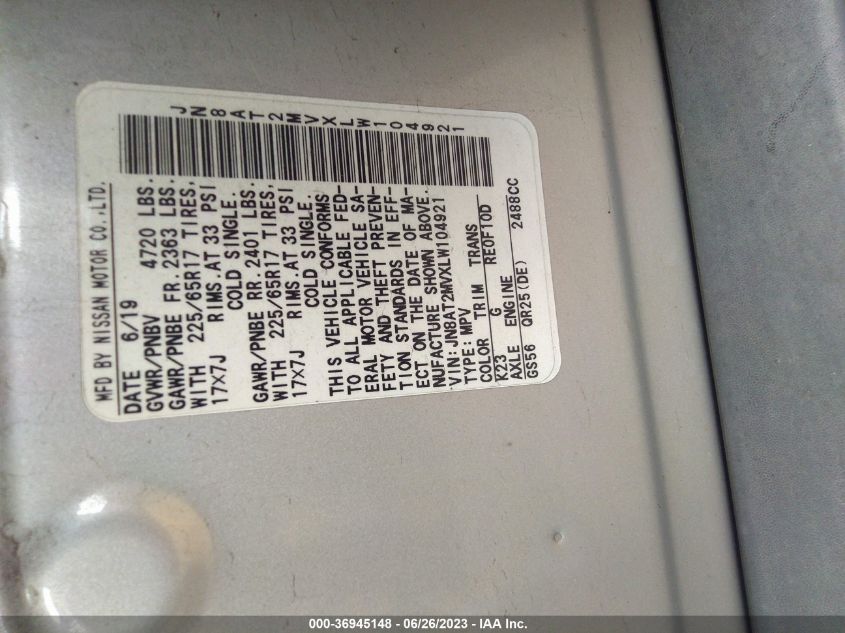 JN8AT2MVXLW104921
MFD BY NISSAN MOTOR CO.,LTD.
DATE 6/19
GVWR/PNBV 4720 LBS.
GAWR/PNBE FR. 2363 LBS.
WITH 225/65R17 TIRES,
17X7J RIMS.AT 33 PSI
COLD SINGLE.
GAWR/PNBE RR. 2401 LBS.
WITH 225/65R17 TIRES,
17X7J RIMS.AT 33 PSI
COLD SINGLE.
THIS VEHICLE CONFORMS
TO ALL APPLICABLE FED-
ERAL MOTOR VEHICLE SA-
FETY AND THEFT PREVEN-
TION STANDARDS IN EFF-
ECT ON THE DATE OF MA-
NUFACTURE SHOWN ABOVE.
VIN: JN8AT2MVXLW104921
TYPE: MPV
COLOR TRIM TRANS
K23 G RE0F10D
AXLE ENGINE
GS56 QR25(DE) 2488CC
000-36945148 - 06/26/2023 - IAA Inc.